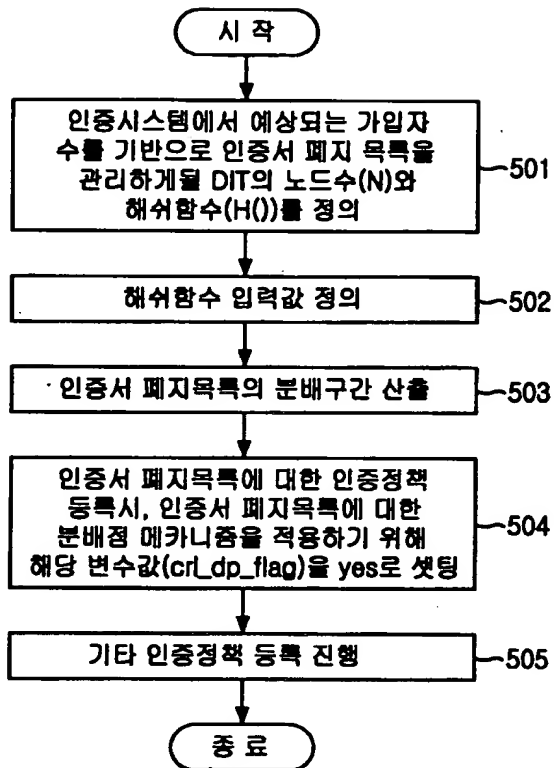 시 작
인증시스템에서 예상되는 가입자
수를 기반으로 인증서 폐지 목록을
관리하게될 DIT의 노드수(N)와
해쉬함수(H())를 정의
501
해쉬함수 입력값 정의
502
인증서 폐지목록의 분배구간 산출
503
인증서 폐지목록에 대한 인증정책
등록시, 인증서 폐지목록에 대한
분배점 메카니즘을 적용하기 위해
해당 변수값(crl_dp_flag)을 yes로 셋팅
504
기타 인증정책 등록 진행
505
종 료